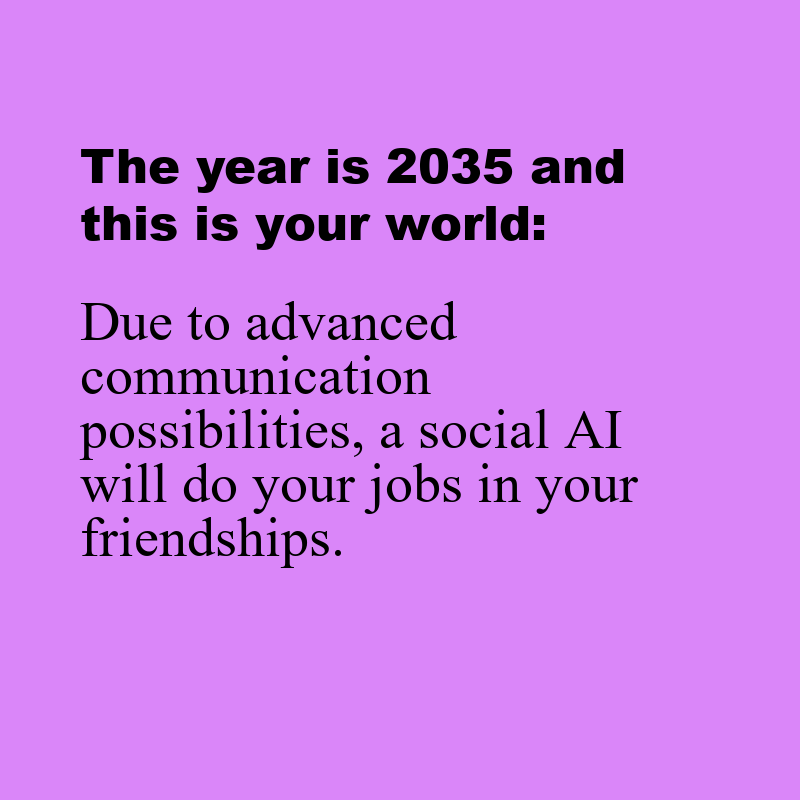 The year is 2035 and
this is your world:
Due to advanced
communication
possibilities, a social AI
will do your jobs in your
friendships.